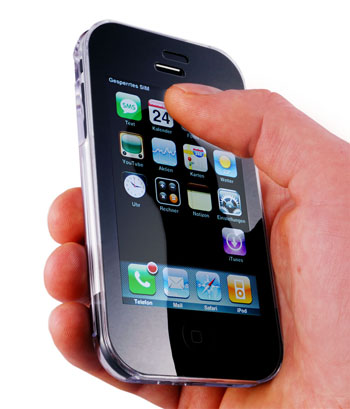 Gesperrtes SIM
SMS
24
Text
Kalender
YouTube
Aktien
Karten
Wetter
Uhr
Rechner
Notizen
Einstellungen
iTunes
Telefon
Mail
Safari
iPod